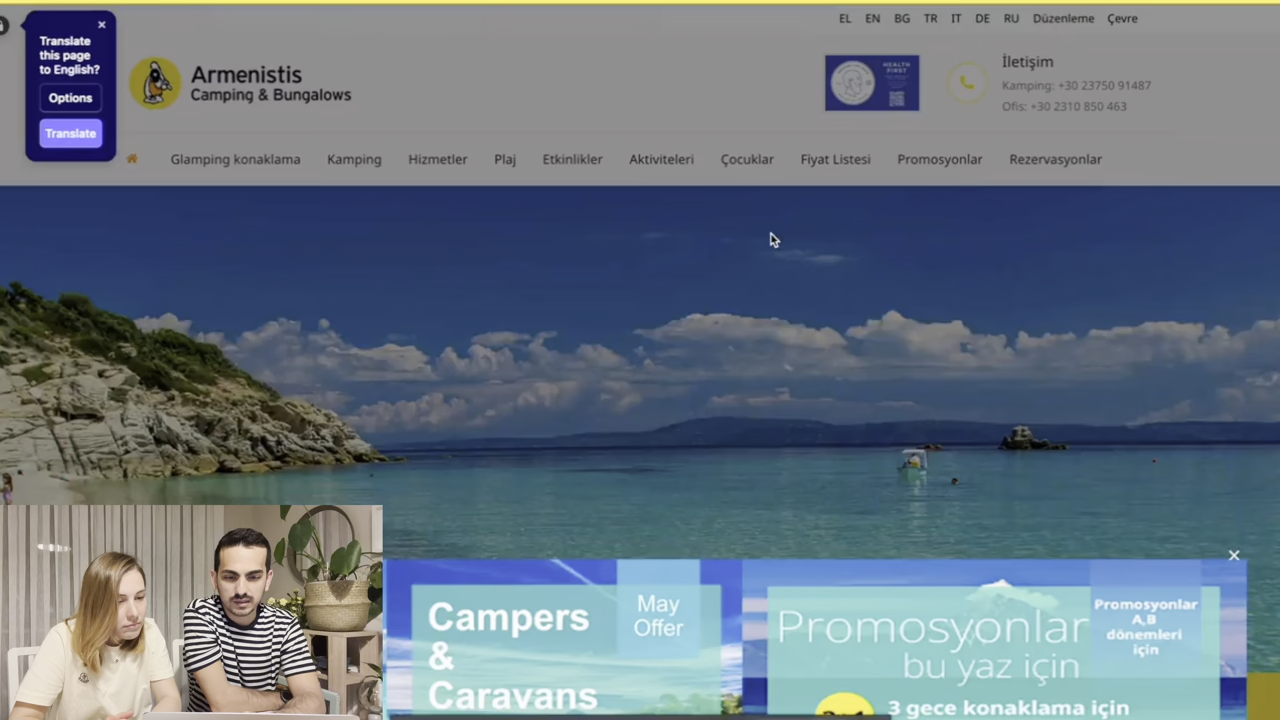 Translate
this page
to English?
Options
Translate
Armenistis
Camping & Bungalows
EL EN BG TR IT DE RU Düzenleme Çevre
HEALTH
FIRST
İletişim
Kamping: +30 23750 91487
Ofis: +30 2310 850 463
Glamping konaklama Kamping Hizmetler Plaj Etkinlikler Aktiviteleri Çocuklar Fiyat Listesi Promosyonlar Rezervasyonlar
Campers
&
Caravans
May
Offer
Promosyonlar
bu yaz için
Promosyonlar
A,B
dönemleri
için
3 gece konaklama için